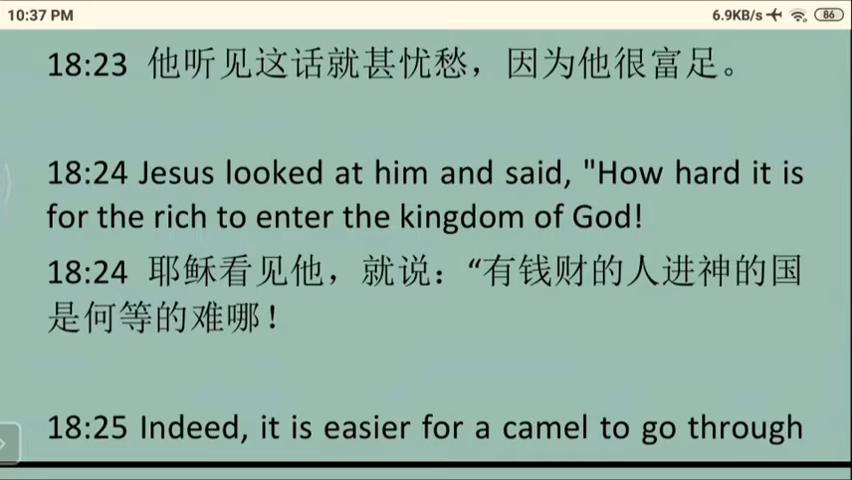 10:37 PM 6.9KB/s 86
18:23 他听见这话就甚忧愁，因为他很富足。
18:24 Jesus looked at him and said, "How hard it is
for the rich to enter the kingdom of God!
18:24 耶稣看见他，就说：“有钱财的人进神的国
是何等的难哪！
18:25 Indeed, it is easier for a camel to go through